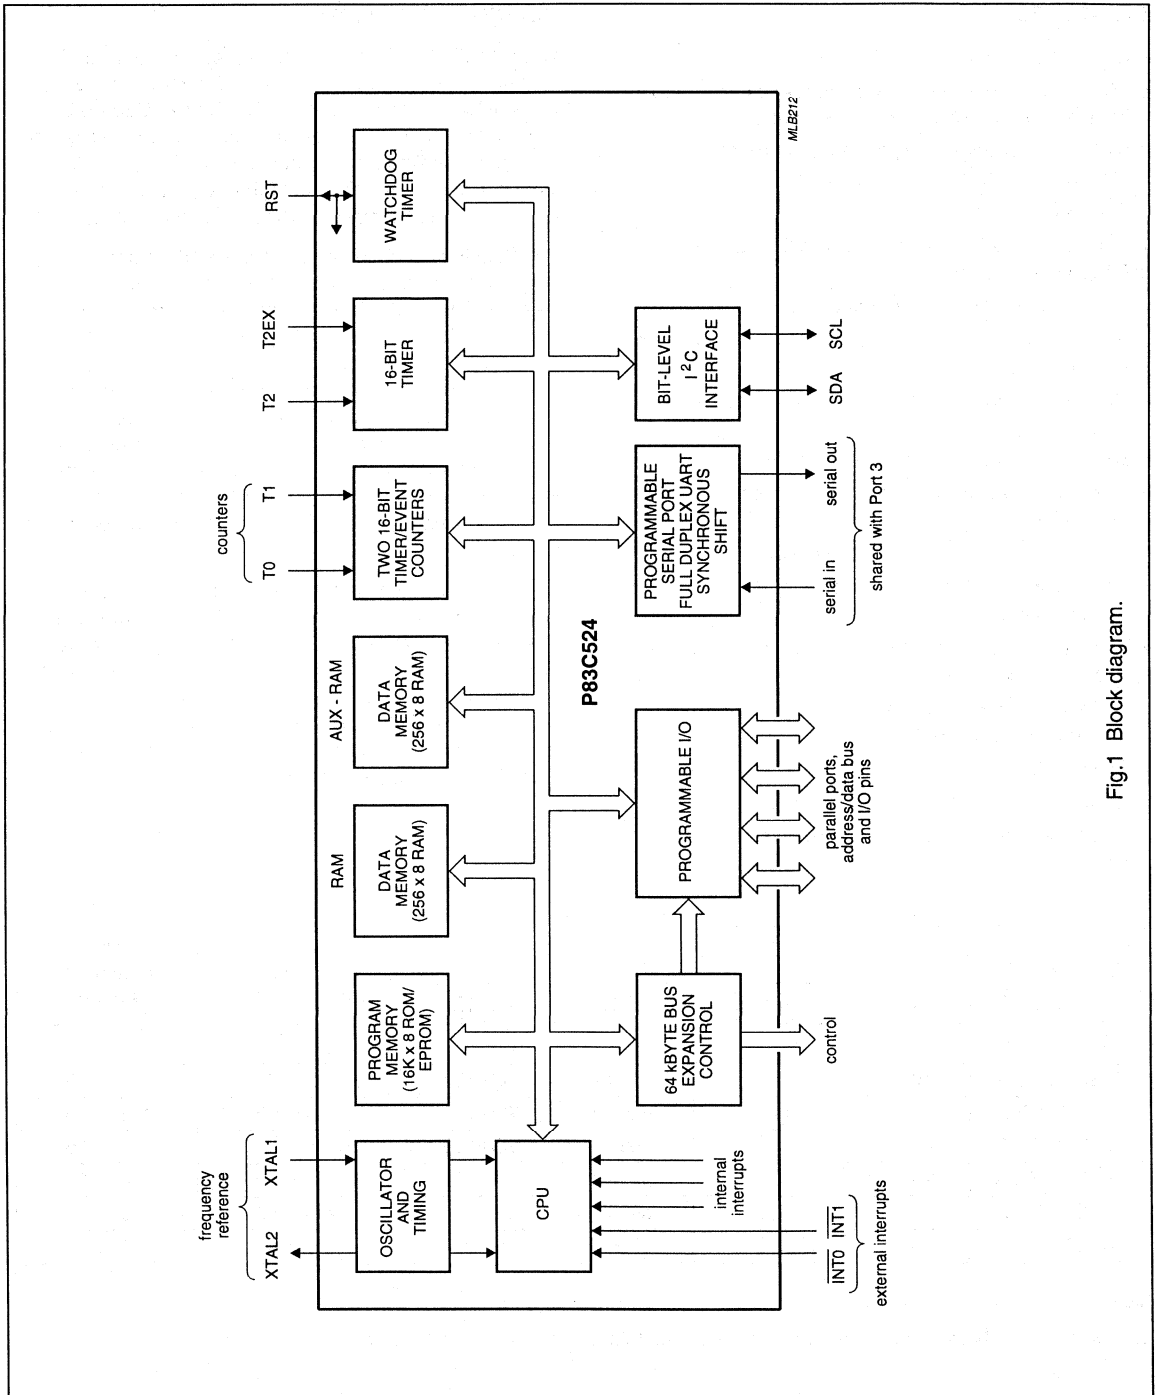 frequency
reference
XTAL2
XTAL1
counters
T0
T1
T2
T2EX
RST
RAM
AUX - RAM
OSCILLATOR
AND
TIMING
PROGRAM
MEMORY
(16K x 8 ROM/
EPROM)
DATA
MEMORY
(256 x 8 RAM)
DATA
MEMORY
(256 x 8 RAM)
TWO 16-BIT
TIMER/EVENT
COUNTERS
16-BIT
TIMER
WATCHDOG
TIMER
CPU
P83C524
64 kBYTE BUS
EXPANSION
CONTROL
PROGRAMMABLE I/O
PROGRAMMABLE
SERIAL PORT
FULL DUPLEX UART
SYNCHRONOUS
SHIFT
BIT-LEVEL
I²C
INTERFACE
internal
interrupts
INT0
INT1
external interrupts
control
parallel ports,
address/data bus
and I/O pins
serial in
serial out
shared with Port 3
SDA
SCL
MLB212
Fig.1 Block diagram.